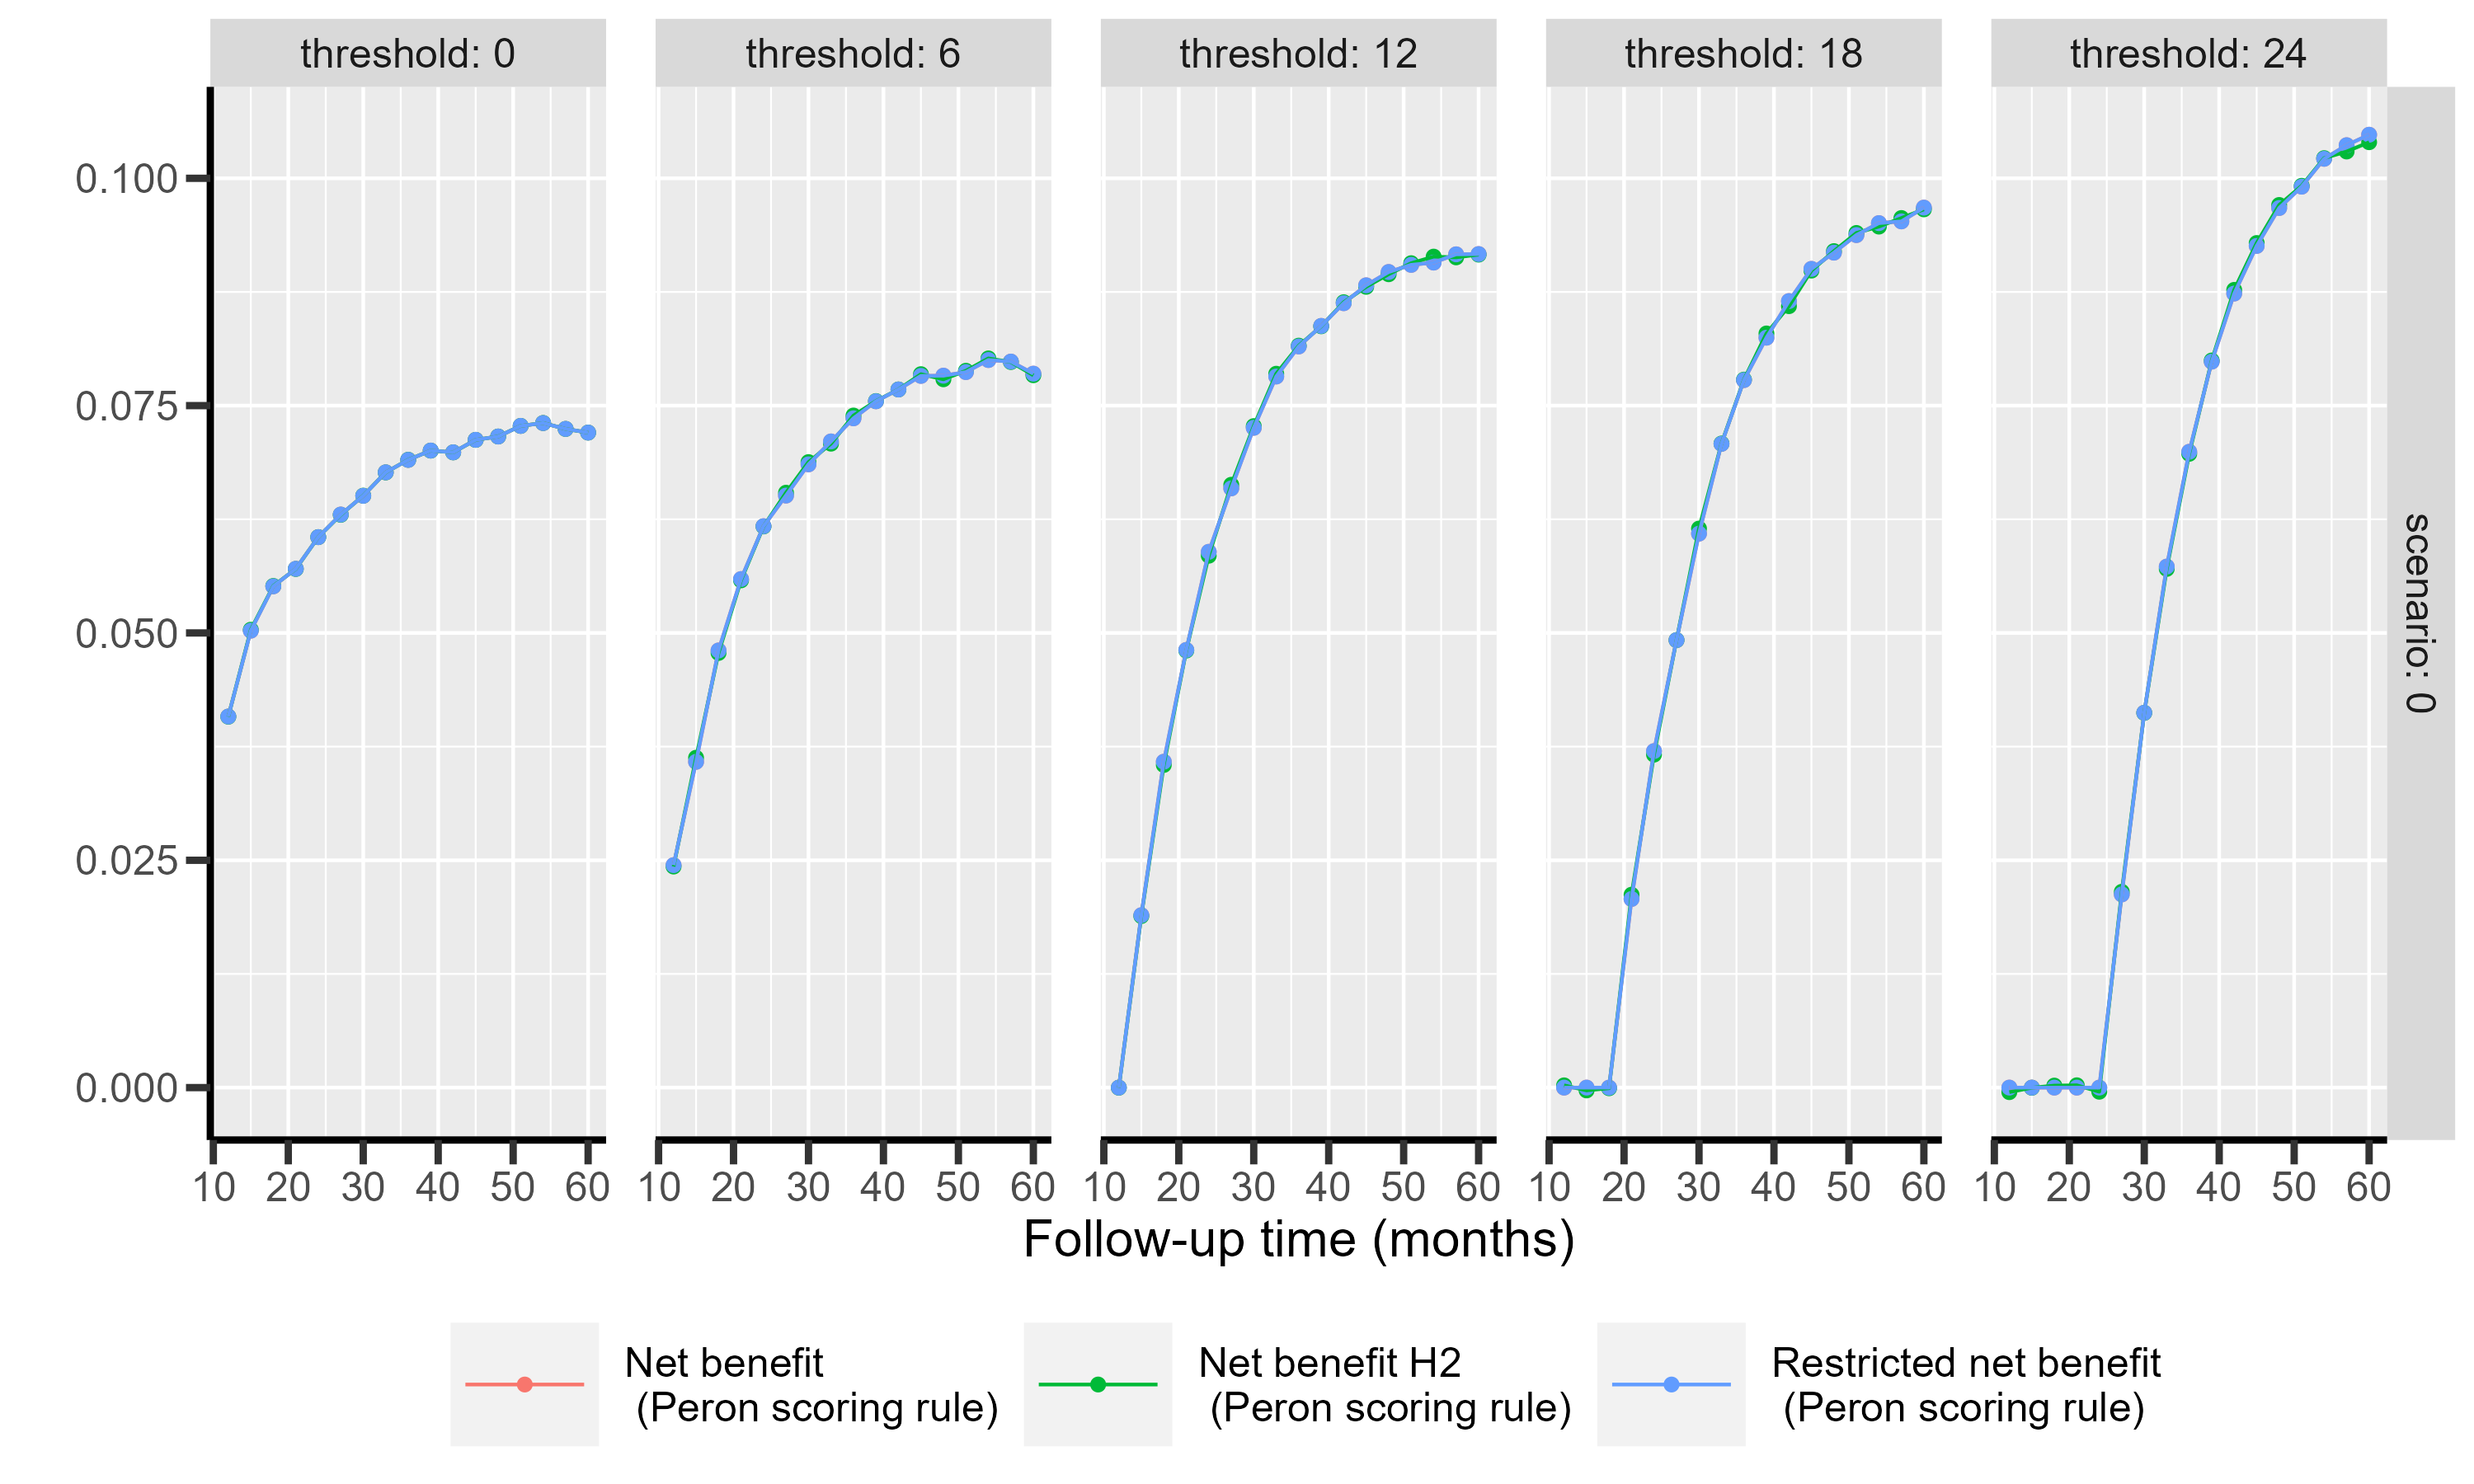 threshold: 0 threshold: 6 threshold: 12 threshold: 18 threshold: 24
0.100
0.075
0.050
0.025
0.000
scenario: 0
10 20 30 40 50 60 10 20 30 40 50 60 10 20 30 40 50 60 10 20 30 40 50 60 10 20 30 40 50 60
Follow-up time (months)
Net benefit
(Peron scoring rule)
Net benefit H2
(Peron scoring rule)
Restricted net benefit
(Peron scoring rule)